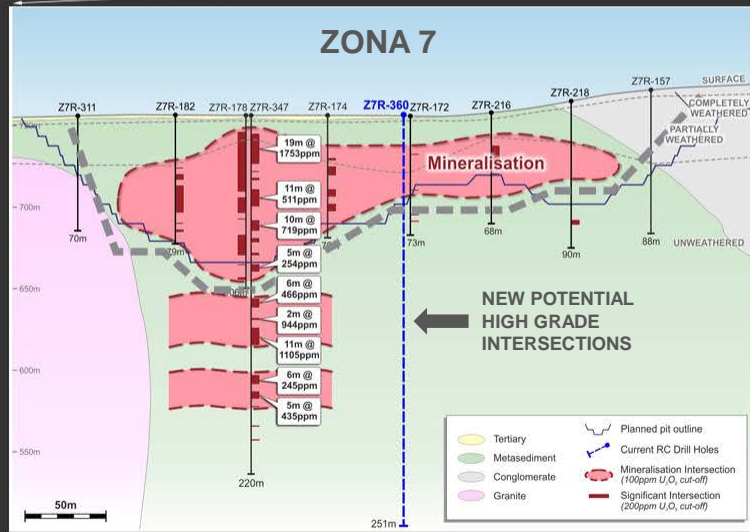 ZONA 7
Z7R-311
Z7R-182
Z7R-178
Z7R-347
Z7R-174
Z7R-360
Z7R-172
Z7R-216
Z7R-218
Z7R-157
SURFACE
COMPLETELY
WEATHERED
PARTIALLY
WEATHERED
UNWEATHERED
Mineralisation
19m @
1753ppm
11m @
511ppm
10m @
719ppm
5m @
254ppm
6m @
466ppm
2m @
944ppm
11m @
1105ppm
6m @
245ppm
5m @
435ppm
700m
650m
600m
550m
70m
73m
68m
90m
88m
220m
251m
NEW POTENTIAL
HIGH GRADE
INTERSECTIONS
50m
Tertiary
Metasediment
Conglomerate
Granite
Planned pit outline
Current RC Drill Holes
Mineralisation Intersection
(100ppm U₃O₈ cut-off)
Significant Intersection
(200ppm U₃O₈ cut-off)